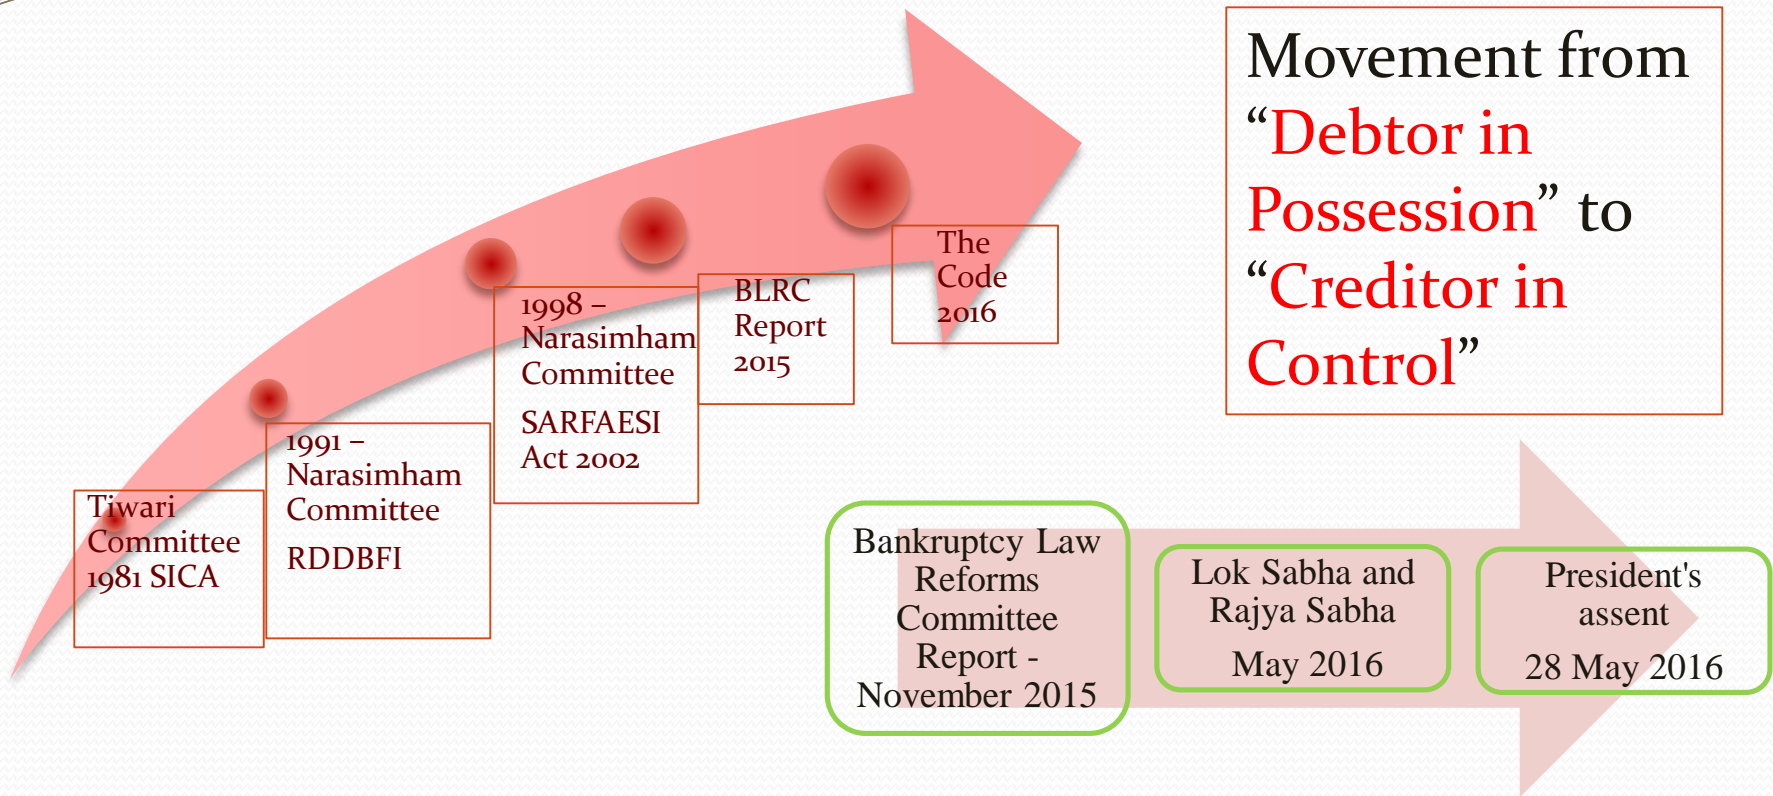 Movement from
“Debtor in
Possession” to
“Creditor in
Control”
Tiwari
Committee
1981 SICA
1991 –
Narasimham
Committee
RDDBFI
1998 –
Narasimham
Committee
SARFAESI
Act 2002
BLRC
Report
2015
The
Code
2016
Bankruptcy Law
Reforms
Committee
Report -
November 2015
Lok Sabha and
Rajya Sabha
May 2016
President's
assent
28 May 2016